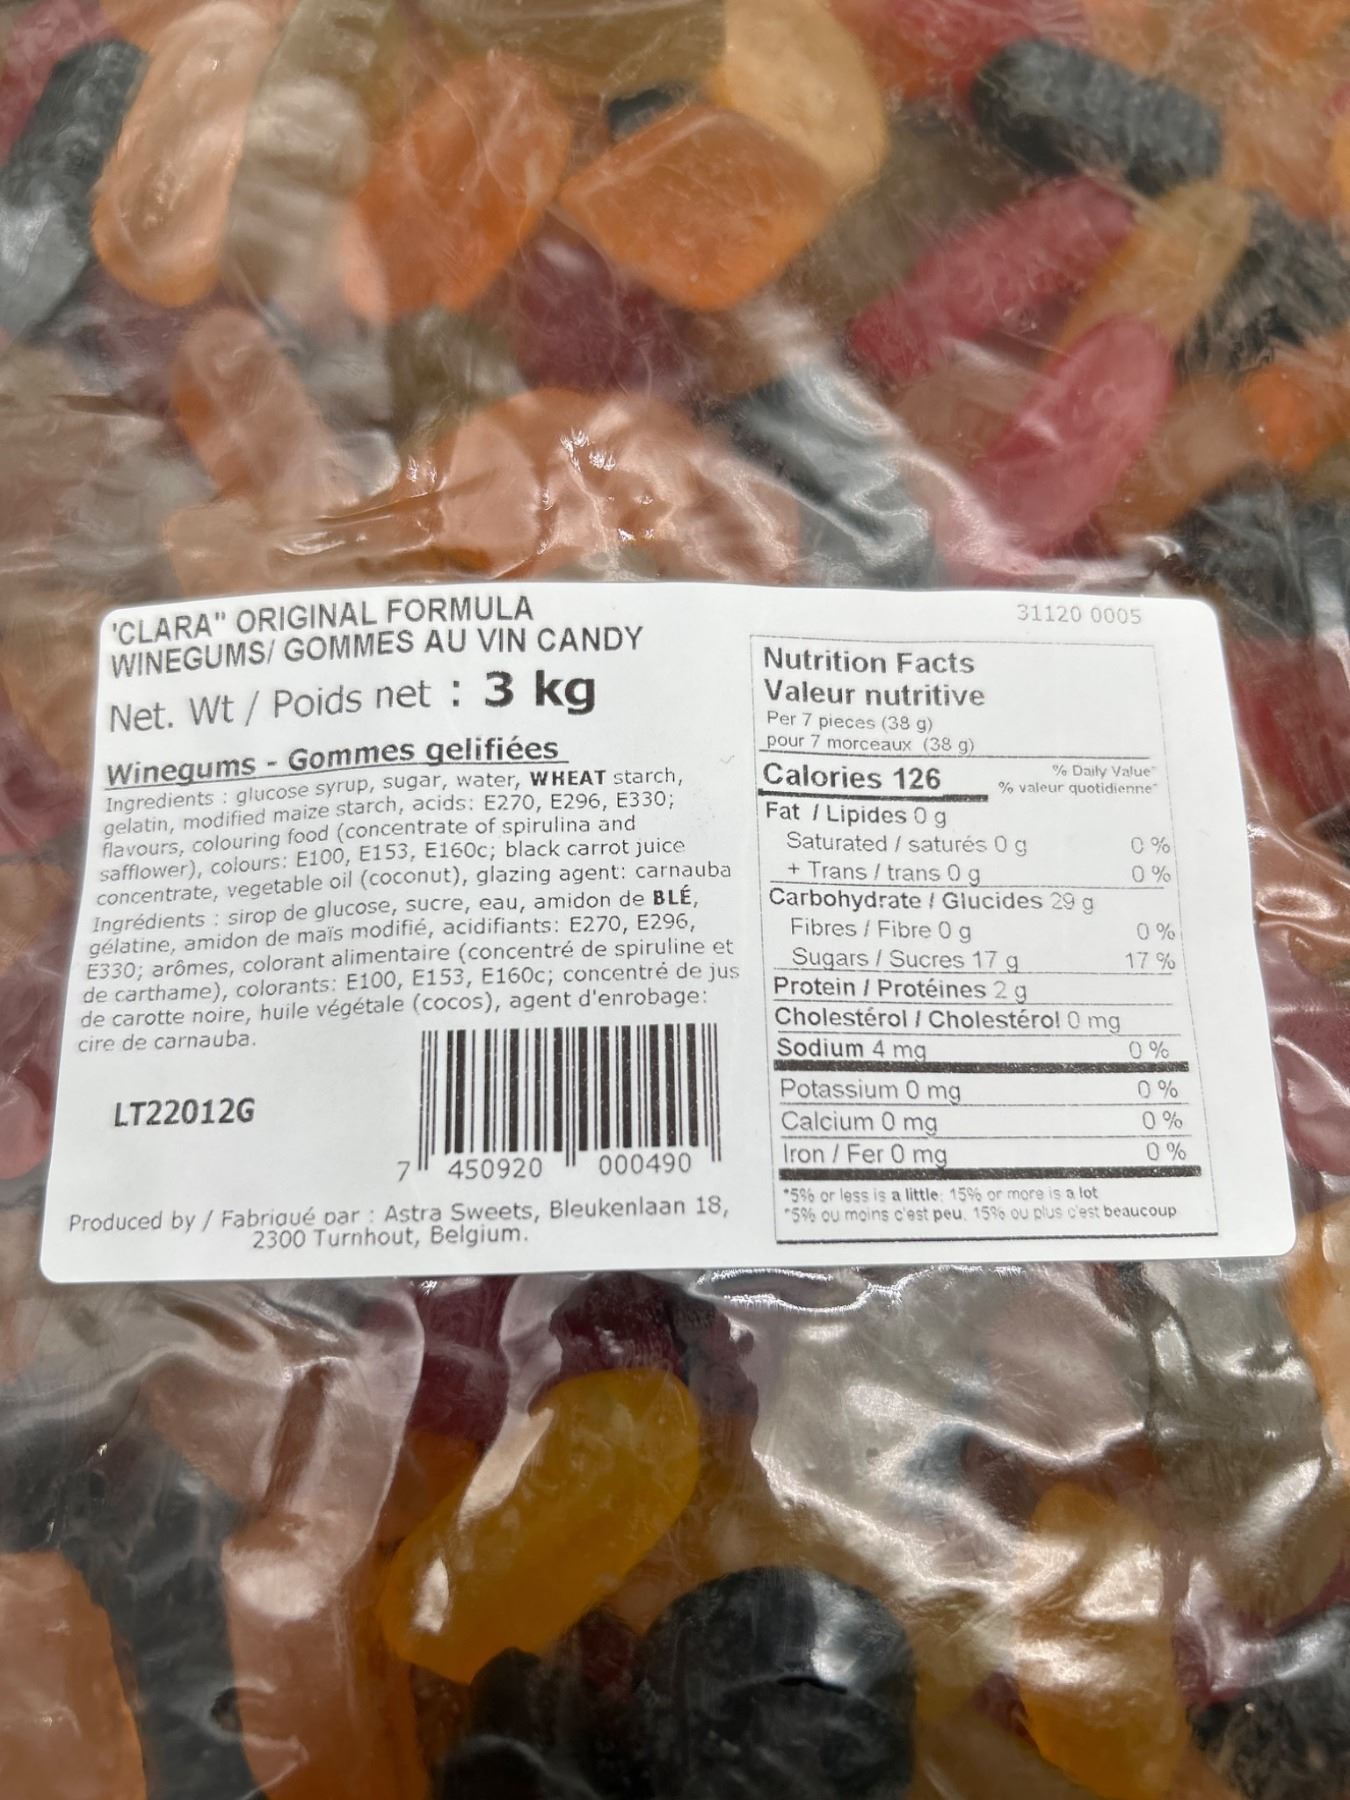 'CLARA" ORIGINAL FORMULA
WINEGUMS/ GOMMES AU VIN CANDY
Net. Wt / Poids net : 3 kg
Winegums - Gommes gelifiées
Ingredients : glucose syrup, sugar, water, WHEAT starch,
gelatin, modified maize starch, acids: E270, E296, E330;
flavours, colouring food (concentrate of spirulina and
safflower), colours: E100, E153, E160c; black carrot juice
concentrate, vegetable oil (coconut), glazing agent: carnauba
Ingrédients : sirop de glucose, sucre, eau, amidon de BLÉ,
gélatine, amidon de maïs modifié, acidifiants: E270, E296,
E330; arômes, colorant alimentaire (concentré de spiruline et
de carthame), colorants: E100, E153, E160c; concentré de jus
de carotte noire, huile végétale (cocos), agent d'enrobage:
cire de carnauba.
LT22012G
7 450920 000490
Produced by / Fabriqué par : Astra Sweets, Bleukenlaan 18,
2300 Turnhout, Belgium.
31120 0005
Nutrition Facts
Valeur nutritive
Per 7 pieces (38 g)
pour 7 morceaux (38 g)
Calories 126
% Daily Value*
% valeur quotidienne*
Fat / Lipides 0 g
Saturated / saturés 0 g 0 %
+ Trans / trans 0 g 0 %
Carbohydrate / Glucides 29 g
Fibres / Fibre 0 g 0 %
Sugars / Sucres 17 g 17 %
Protein / Protéines 2 g
Cholestérol / Cholestérol 0 mg
Sodium 4 mg 0 %
Potassium 0 mg 0 %
Calcium 0 mg 0 %
Iron / Fer 0 mg 0 %
*5% or less is a little, 15% or more is a lot
*5% ou moins c'est peu, 15% ou plus c'est beaucoup